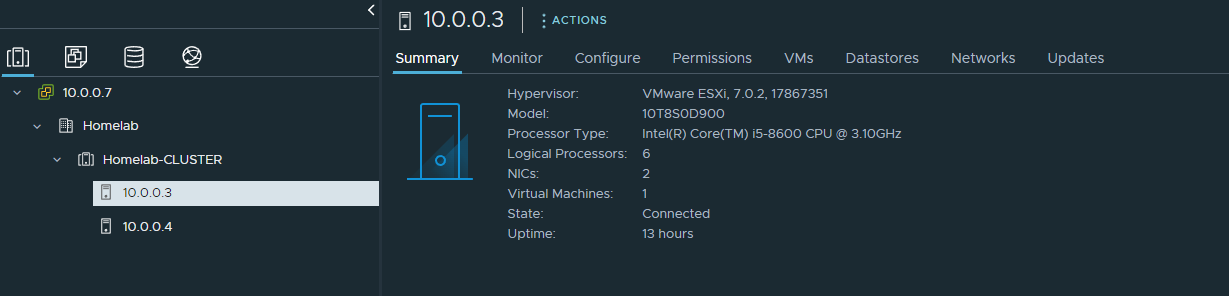 10.0.0.7
Homelab
Homelab-CLUSTER
10.0.0.3
10.0.0.4
10.0.0.3
ACTIONS
Summary Monitor Configure Permissions VMs Datastores Networks Updates
Hypervisor: VMware ESXi, 7.0.2, 17867351
Model: 10T8S0D900
Processor Type: Intel(R) Core(TM) i5-8600 CPU @ 3.10GHz
Logical Processors: 6
NICs: 2
Virtual Machines: 1
State: Connected
Uptime: 13 hours